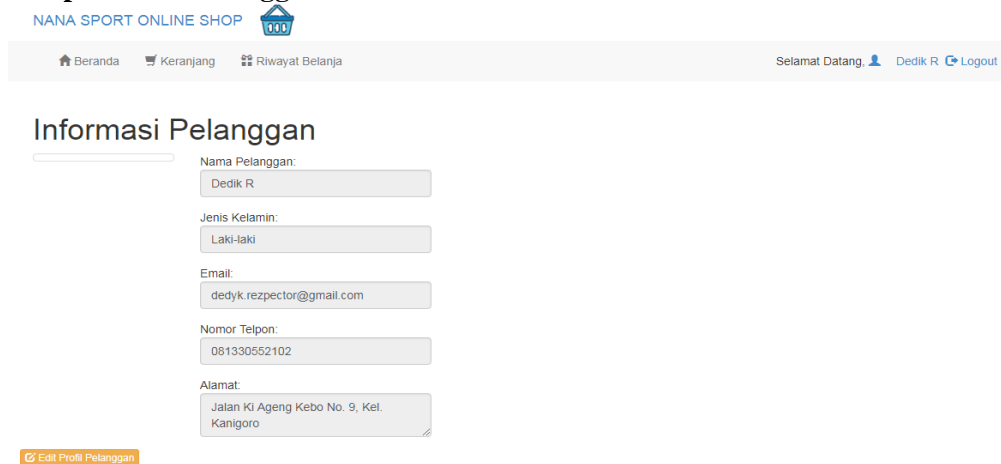 NANA SPORT ONLINE SHOP
Beranda Keranjang Riwayat Belanja Selamat Datang, Dedik R Logout
Informasi Pelanggan
Nama Pelanggan:
Dedik R
Jenis Kelamin:
Laki-laki
Email:
dedyk.rezpector@gmail.com
Nomor Telpon:
081330552102
Alamat:
Jalan Ki Ageng Kebo No. 9, Kel.
Kanigoro
Edit Profil Pelanggan